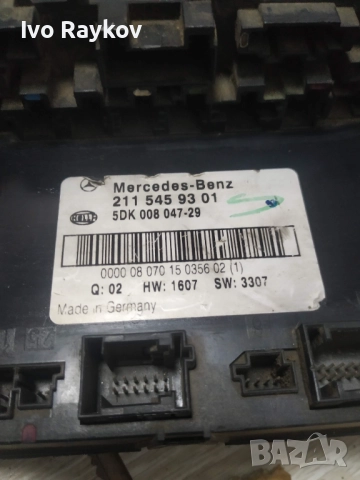 Ivo Raykov
Mercedes-Benz
211 545 93 01
HELLA
5DK 008 047-29
0000 08 070 15 0356 02 (1)
Q: 02 HW: 1607 SW: 3307
Made in Germany
BAZAR